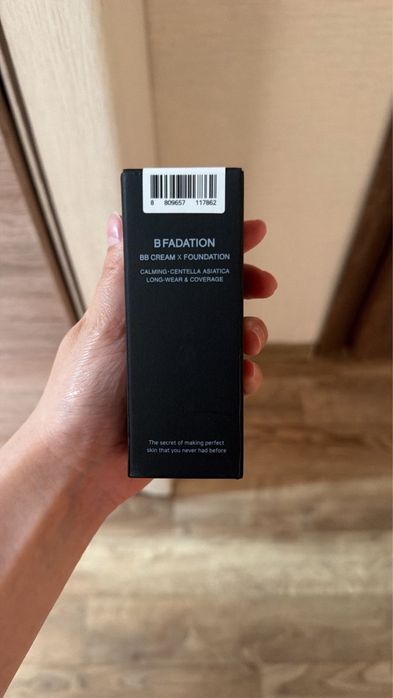 8 809657 117862
B FADATION
BB CREAM X FOUNDATION
CALMING·CENTELLA ASIATICA
LONG-WEAR & COVERAGE
The secret of making perfect
skin that you never had before